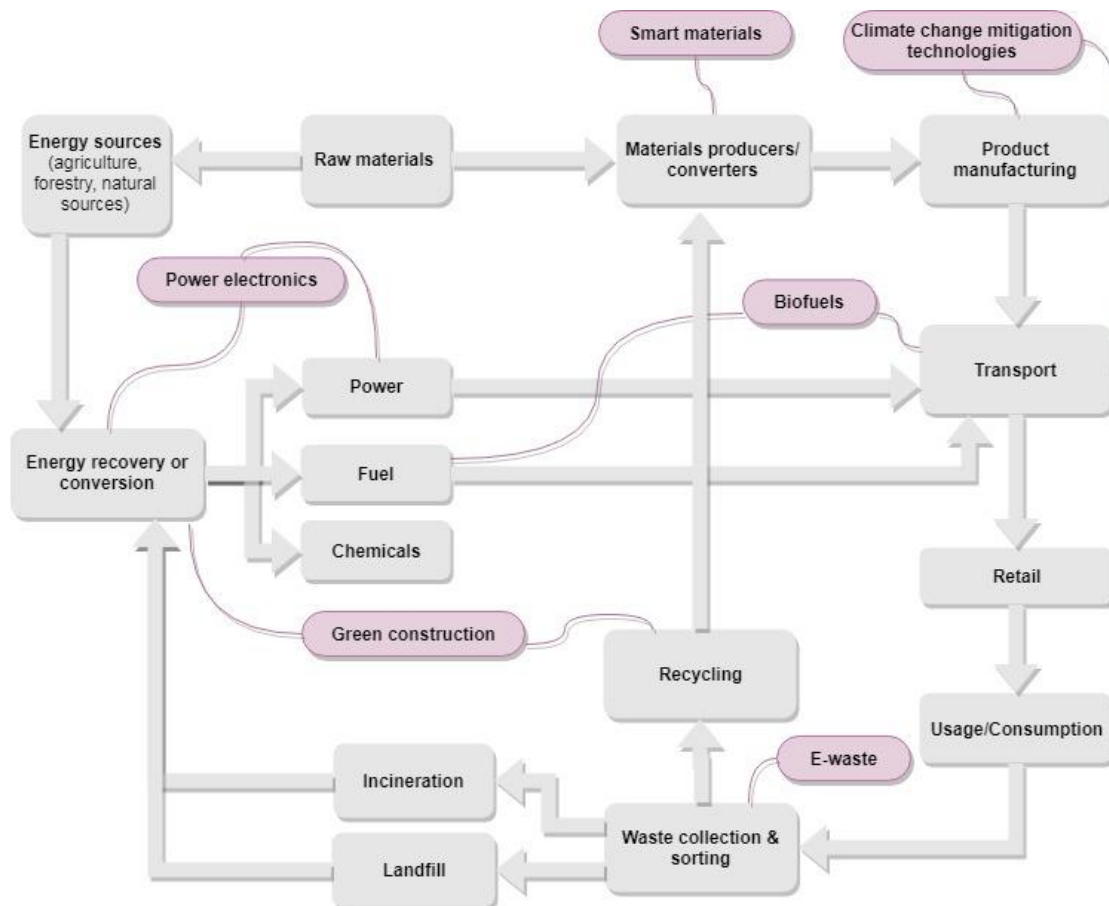 Smart materials
Climate change mitigation
technologies
Energy sources
(agriculture,
forestry, natural
sources)
Raw materials
Materials producers/
converters
Product
manufacturing
Power electronics
Biofuels
Power
Transport
Energy recovery or
conversion
Fuel
Chemicals
Retail
Green construction
Recycling
Usage/Consumption
E-waste
Incineration
Waste collection &
sorting
Landfill